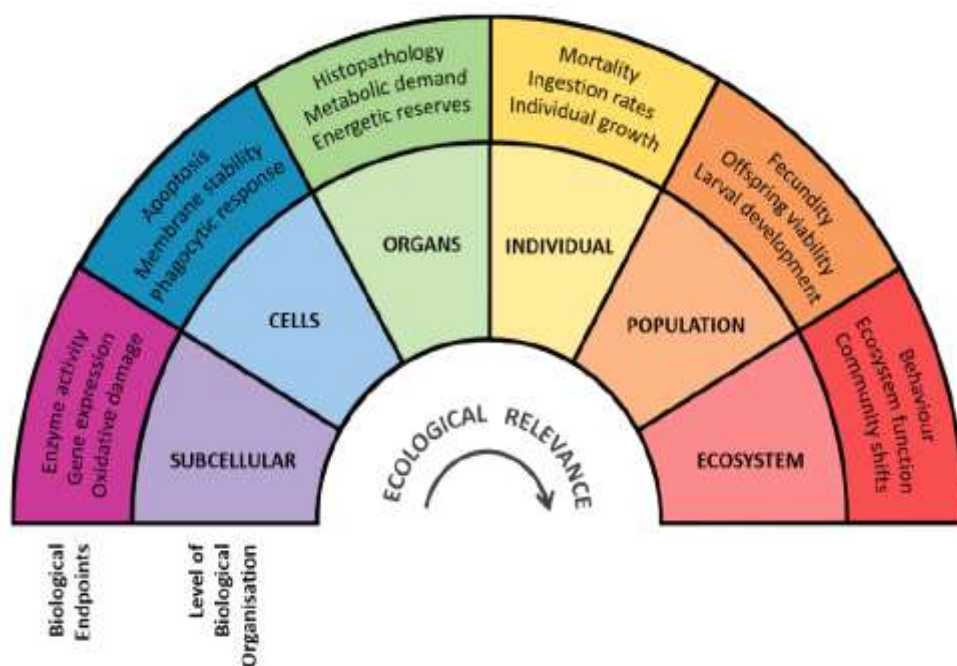 Enzyme activity
Gene expression
Oxidative damage
SUBCELLULAR
Apoptosis
Membrane stability
Phagocytic response
CELLS
Histopathology
Metabolic demand
Energetic reserves
ORGANS
Mortality
Ingestion rates
Individual growth
INDIVIDUAL
Fecundity
Offspring viability
Larval development
POPULATION
Behaviour
Ecosystem function
Community shifts
ECOSYSTEM
ECOLOGICAL RELEVANCE
Biological
Endpoints
Level of
Biological
Organisation